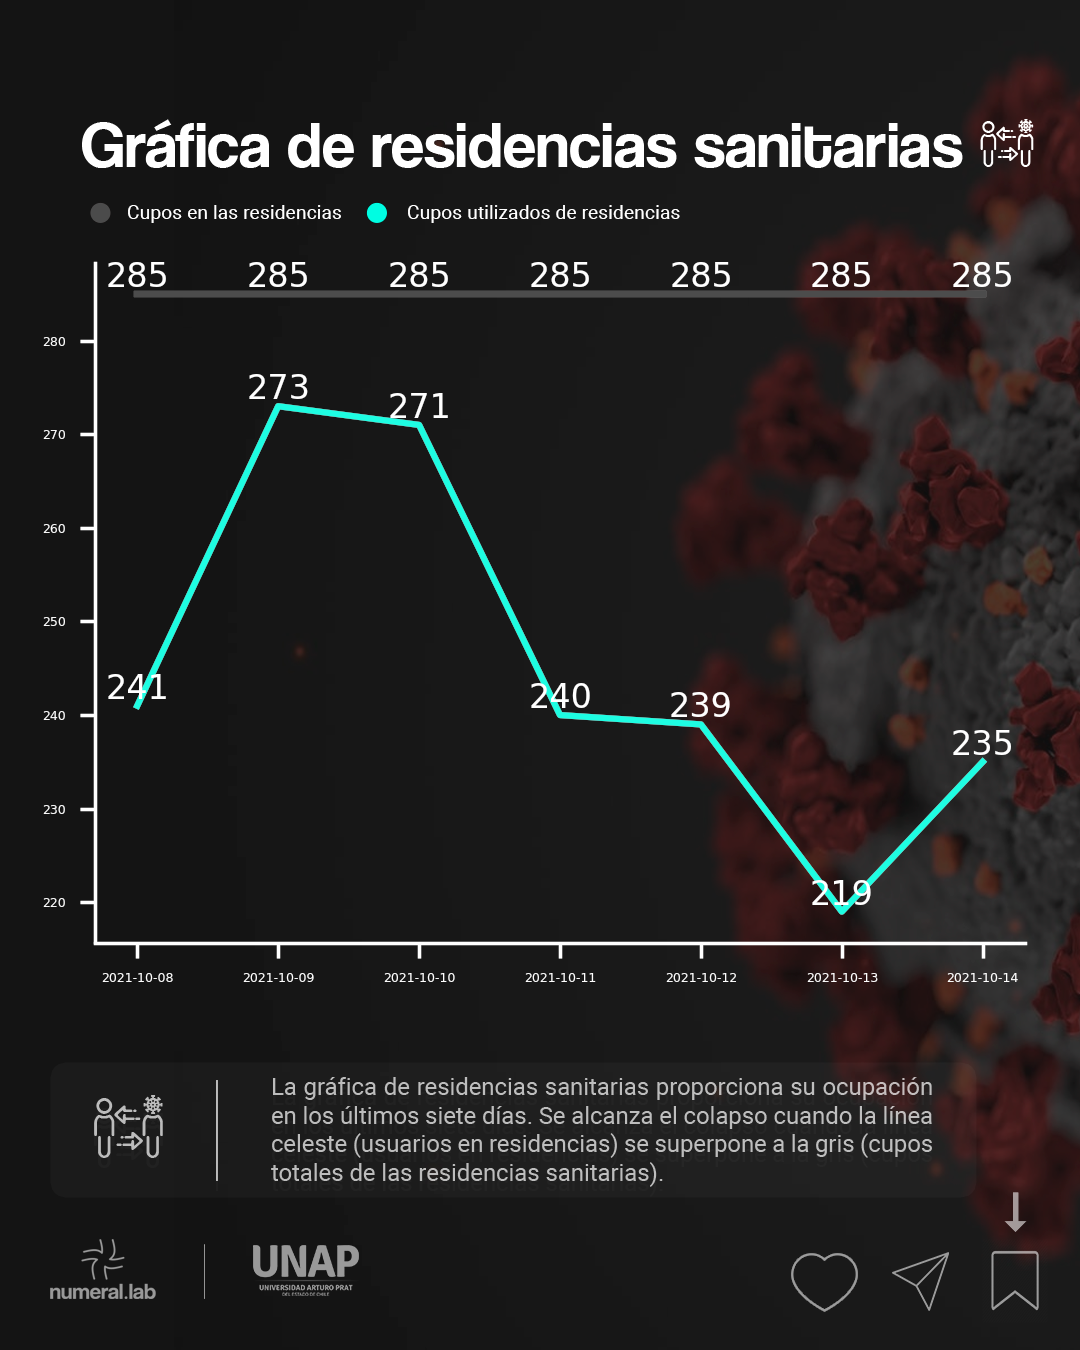 Gráfica de residencias sanitarias
Cupos en las residencias Cupos utilizados de residencias
285 285 285 285 285 285 285
280
273
271
270
260
250
241
240
239
240
235
230
219
220
2021-10-08 2021-10-09 2021-10-10 2021-10-11 2021-10-12 2021-10-13 2021-10-14
La gráfica de residencias sanitarias proporciona su ocupación
en los últimos siete días. Se alcanza el colapso cuando la línea
celeste (usuarios en residencias) se superpone a la gris (cupos
totales de las residencias sanitarias).
numeral.lab
UNAP
UNIVERSIDAD ARTURO PRAT
DEL ESTADO DE CHILE